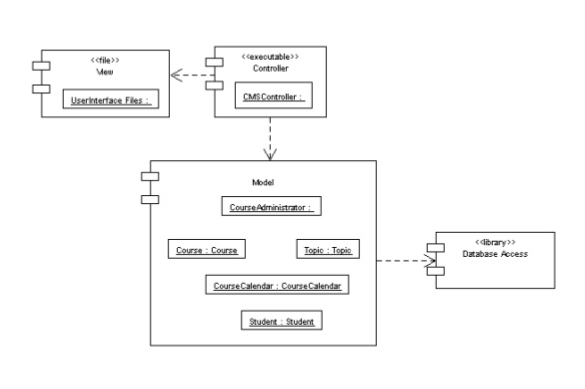 <<file>>
View
UserInterface Files :
<<executable>>
Controller
CMSController :
Model
CourseAdministrator :
Course : Course
Topic : Topic
CourseCalendar : CourseCalendar
Student : Student
<<library>>
Database Access